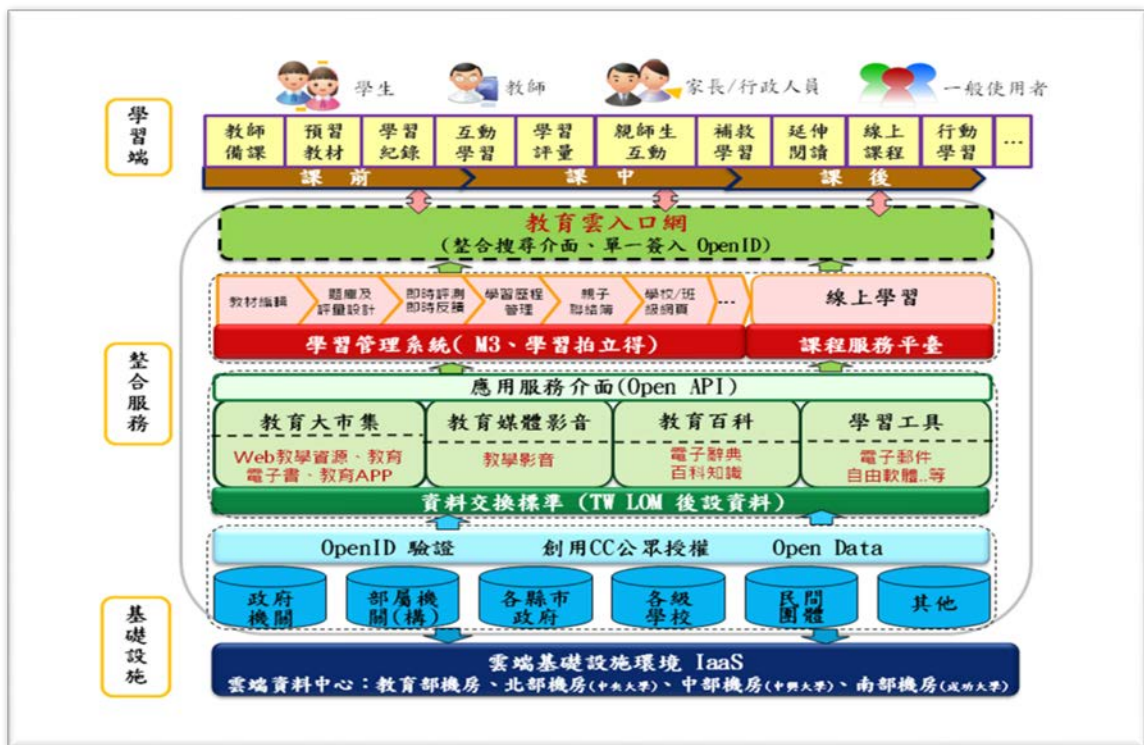 學生
教師
家長/行政人員
一般使用者
學習端
教師備課
預習教材
學習紀錄
互動學習
學習評量
親師生互動
補救學習
延伸閱讀
線上課程
行動學習
...
課 前
課 中
課 後
教育雲入口網
(整合搜尋介面、單一簽入 OpenID)
整合服務
教材編輯
題庫及
評量設計
即時評測
即時反饋
學習歷程
管理
親子
聯絡簿
學校/班
級網頁
...
線上學習
學習管理系統( M3、學習拍立得)
課程服務平臺
應用服務介面(Open API)
教育大市集
Web教學資源、教育
電子書、教育APP
教育媒體影音
教學影音
教育百科
電子辭典
百科知識
學習工具
電子郵件
自由軟體..等
資料交換標準 (TW LOM 後設資料)
OpenID 驗證
創用CC公眾授權
Open Data
基礎設施
政府
機關
部屬機
關(構)
各縣市
政府
各級
學校
民間
團體
其他
雲端基礎設施環境 IaaS
雲端資料中心：教育部機房、北部機房(中央大學)、中部機房(中興大學)、南部機房(成功大學)